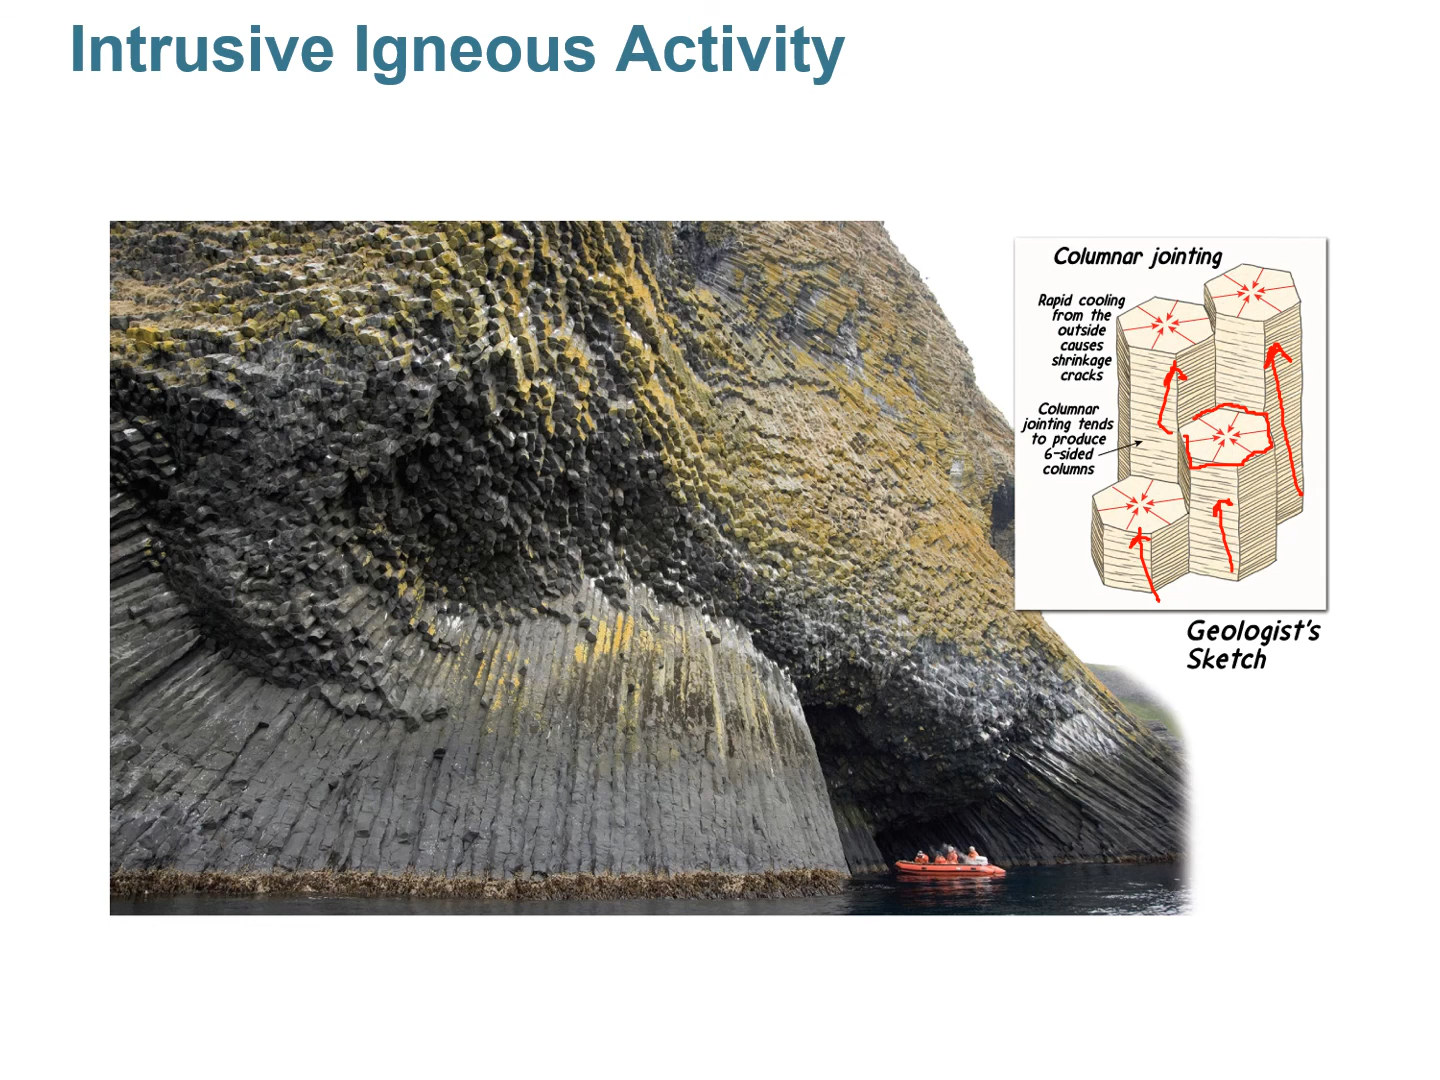 Intrusive Igneous Activity
Columnar jointing
Rapid cooling
from the
outside
causes
shrinkage
cracks
Columnar
jointing tends
to produce
6-sided
columns
Geologist's
Sketch